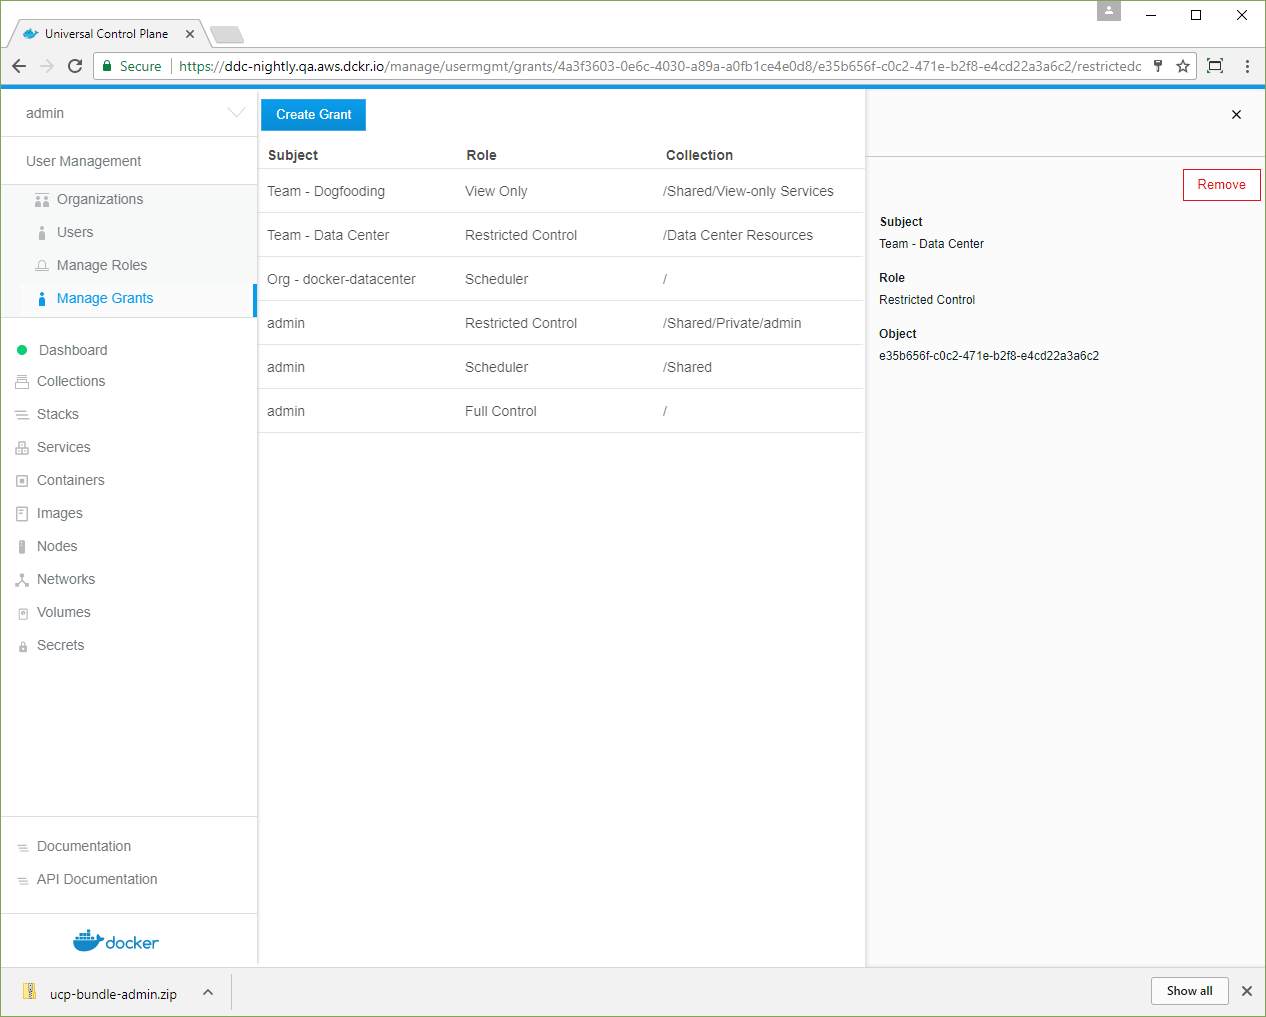 Universal Control Plane
Secure
https://ddc-nightly.qa.aws.dckr.io/manage/usermgmt/grants/4a3f3603-0e6c-4030-a89a-a0fb1ce4e0d8/e35b656f-c0c2-471e-b2f8-e4cd22a3a6c2/restrictedc
admin
User Management
Organizations
Users
Manage Roles
Manage Grants
Dashboard
Collections
Stacks
Services
Containers
Images
Nodes
Networks
Volumes
Secrets
Documentation
API Documentation
docker
Create Grant
Subject Role Collection
Team - Dogfooding View Only /Shared/View-only Services
Team - Data Center Restricted Control /Data Center Resources
Org - docker-datacenter Scheduler /
admin Restricted Control /Shared/Private/admin
admin Scheduler /Shared
admin Full Control /
Remove
Subject
Team - Data Center
Role
Restricted Control
Object
e35b656f-c0c2-471e-b2f8-e4cd22a3a6c2
ucp-bundle-admin.zip
Show all